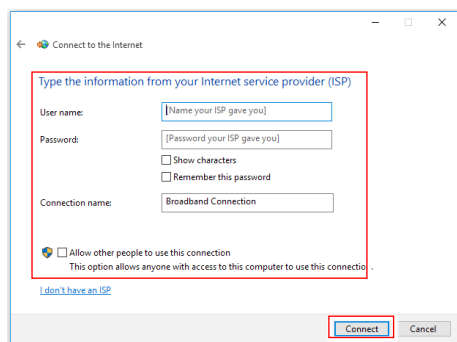 Connect to the Internet
Type the information from your Internet service provider (ISP)
User name:
[Name your ISP gave you]
Password:
[Password your ISP gave you]
Show characters
Remember this password
Connection name:
Broadband Connection
Allow other people to use this connection
This option allows anyone with access to this computer to use this connectio .
I don't have an ISP
Connect
Cancel